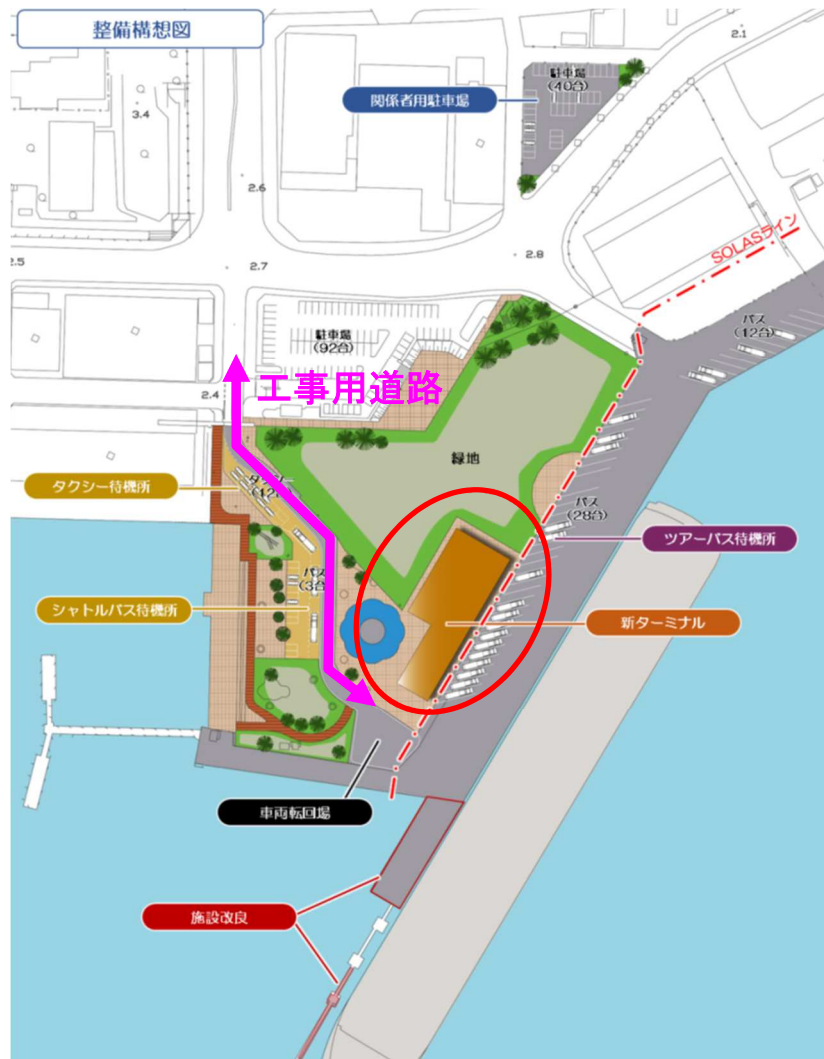 整備構想図
2.1
駐車場
(40台)
関係者用駐車場
3.4
2.6
2.8
SOLASライン
2.5
2.7
バス
(12台)
駐車場
(92台)
工事用道路
2.4
緑地
タクシー待機所
バス
(28台)
ツアーバス待機所
バス
シャトルバス待機所
新ターミナル
車両転回場
施設改良